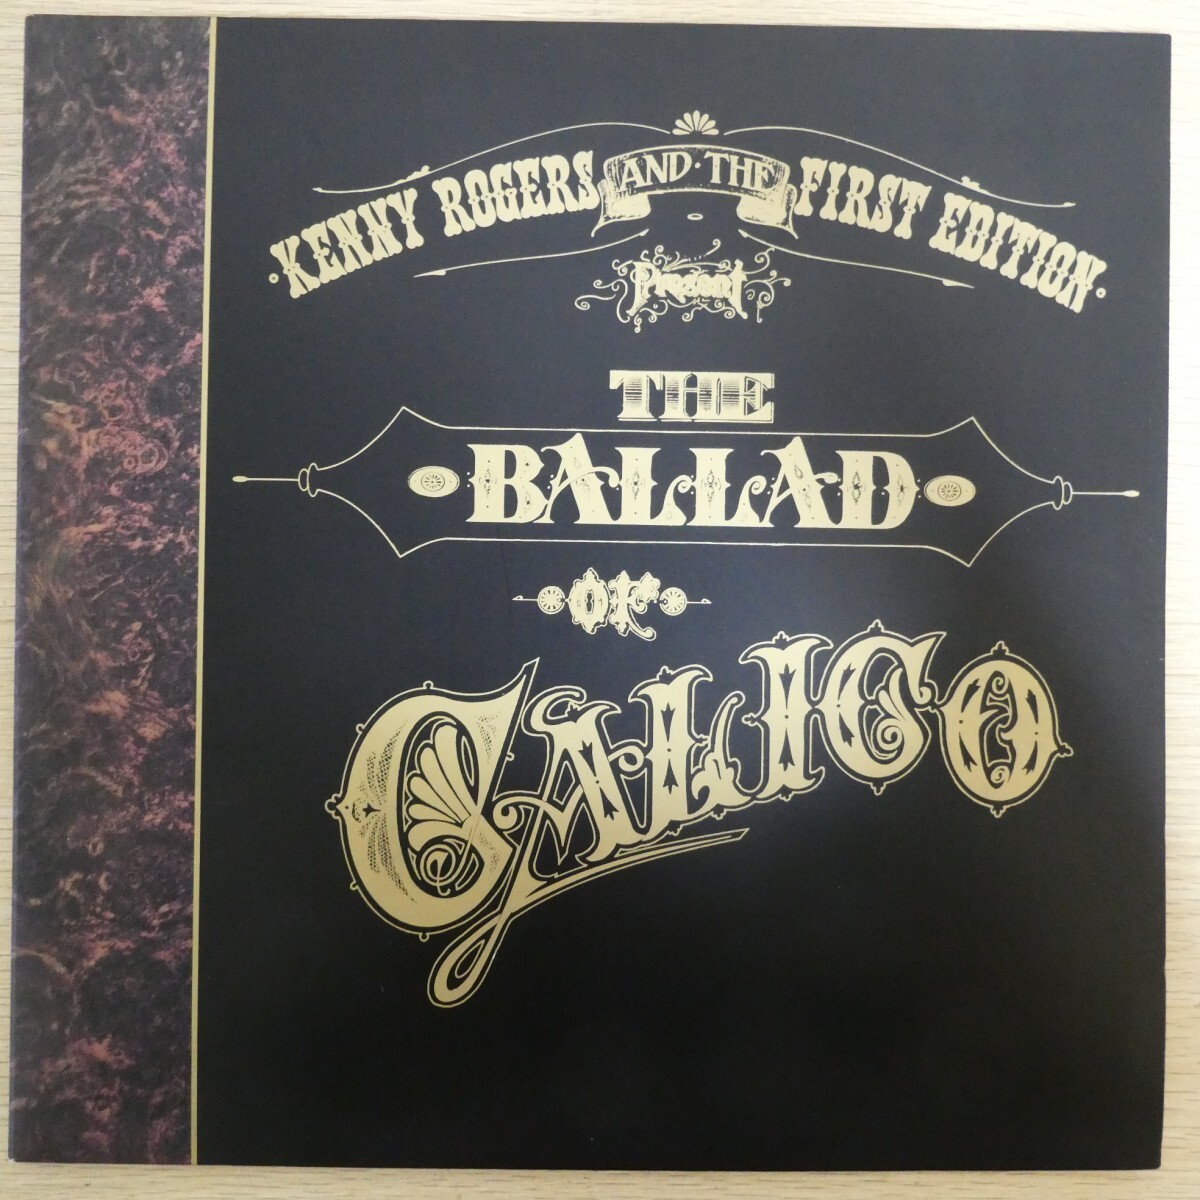 ·KENNY ROGERS AND·THE FIRST EDITION·
Present
THE
·BALLAD·
OF
CALICO